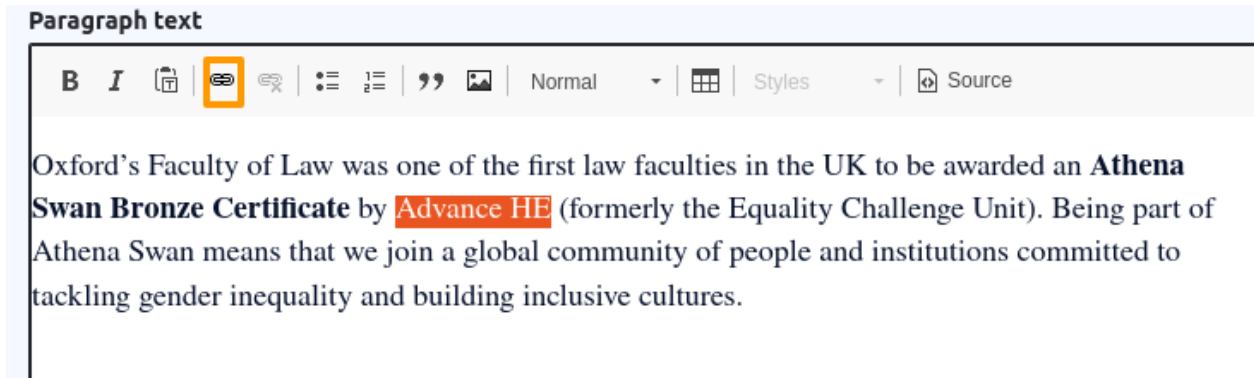 Paragraph text
B I Normal Styles Source
Oxford’s Faculty of Law was one of the first law faculties in the UK to be awarded an Athena
Swan Bronze Certificate by Advance HE (formerly the Equality Challenge Unit). Being part of
Athena Swan means that we join a global community of people and institutions committed to
tackling gender inequality and building inclusive cultures.